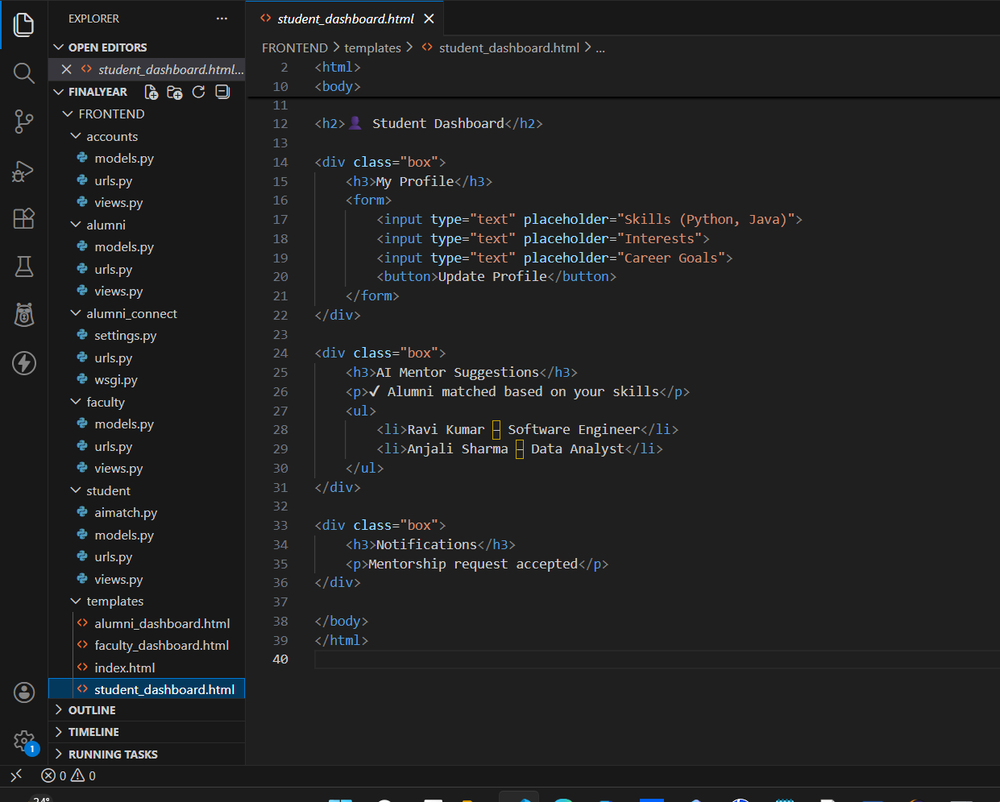 EXPLORER
OPEN EDITORS
student_dashboard.html...
FINALYEAR
FRONTEND
accounts
models.py
urls.py
views.py
alumni
models.py
urls.py
views.py
alumni_connect
settings.py
urls.py
wsgi.py
faculty
models.py
urls.py
views.py
student
aimatch.py
models.py
urls.py
views.py
templates
alumni_dashboard.html
faculty_dashboard.html
index.html
student_dashboard.html
OUTLINE
TIMELINE
RUNNING TASKS
1
0 0
student_dashboard.html
FRONTEND > templates > <> student_dashboard.html > ...
2 <html>
10 <body>
11
12 <h2>👤 Student Dashboard</h2>
13
14 <div class="box">
15 <h3>My Profile</h3>
16 <form>
17 <input type="text" placeholder="Skills (Python, Java)">
18 <input type="text" placeholder="Interests">
19 <input type="text" placeholder="Career Goals">
20 <button>Update Profile</button>
21 </form>
22 </div>
23
24 <div class="box">
25 <h3>AI Mentor Suggestions</h3>
26 <p>✔ Alumni matched based on your skills</p>
27 <ul>
28 <li>Ravi Kumar – Software Engineer</li>
29 <li>Anjali Sharma – Data Analyst</li>
30 </ul>
31 </div>
32
33 <div class="box">
34 <h3>Notifications</h3>
35 <p>Mentorship request accepted</p>
36 </div>
37
38 </body>
39 </html>
40
24°